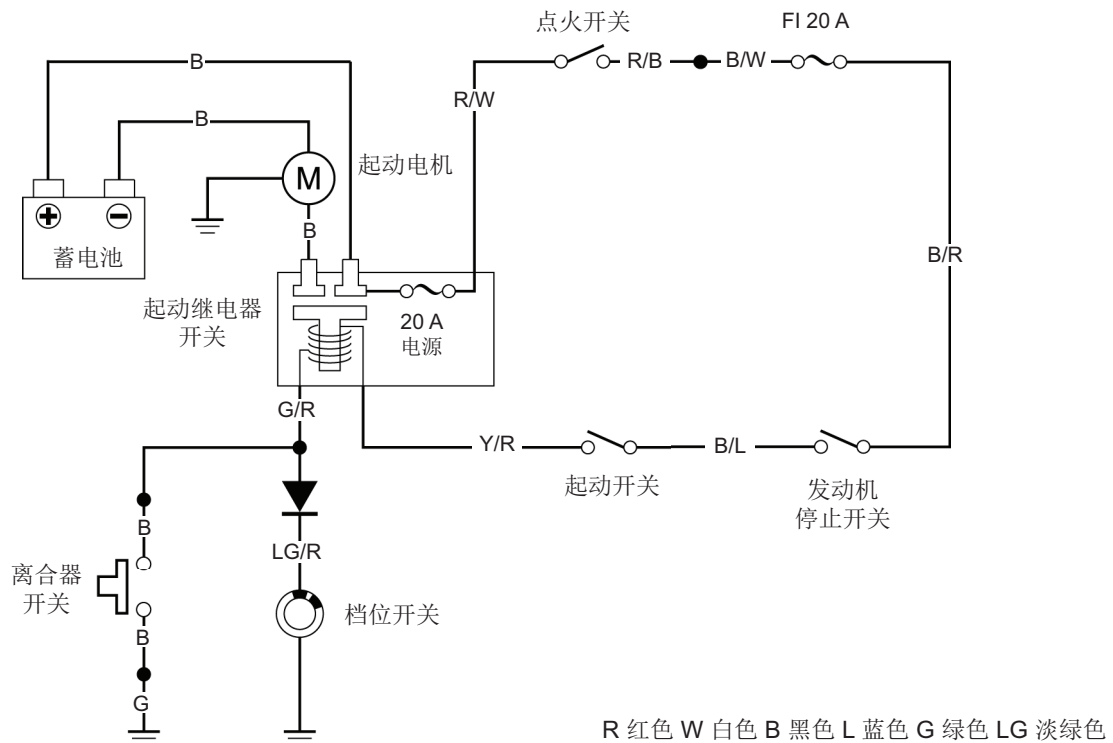 点火开关
FI 20 A
B
R/B
B/W
R/W
B
起动电机
M
B
蓄电池
B/R
起动继电器
开关
20 A
电源
G/R
Y/R
B/L
起动开关
发动机
停止开关
B
LG/R
离合器
开关
档位开关
B
G
R 红色 W 白色 B 黑色 L 蓝色 G 绿色 LG 淡绿色